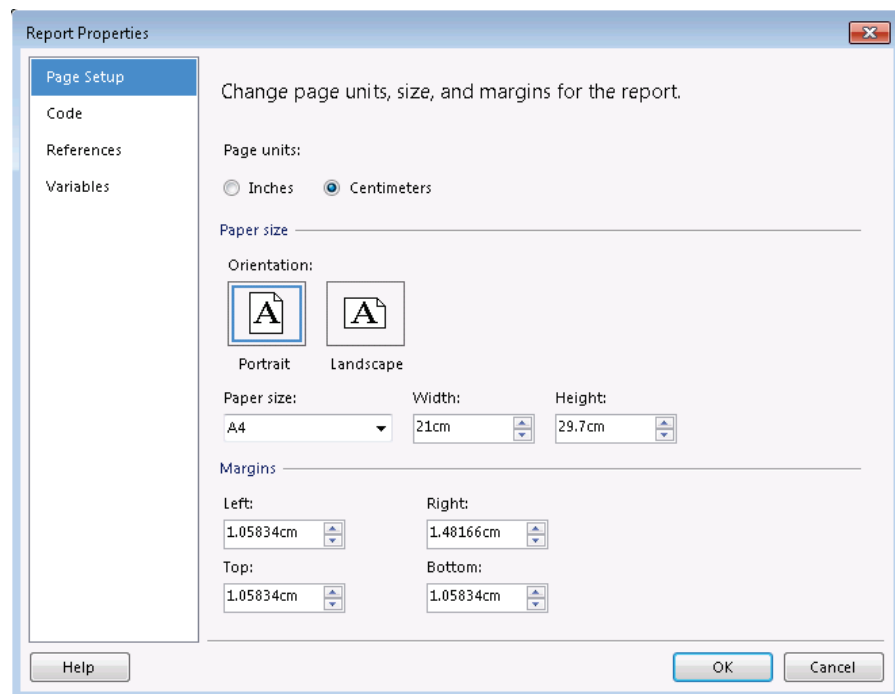 Report Properties
Page Setup
Code
References
Variables
Change page units, size, and margins for the report.
Page units:
Inches Centimeters
Paper size
Orientation:
A A
Portrait Landscape
Paper size: Width: Height:
A4 21cm 29.7cm
Margins
Left: Right:
1.05834cm 1.48166cm
Top: Bottom:
1.05834cm 1.05834cm
Help OK Cancel